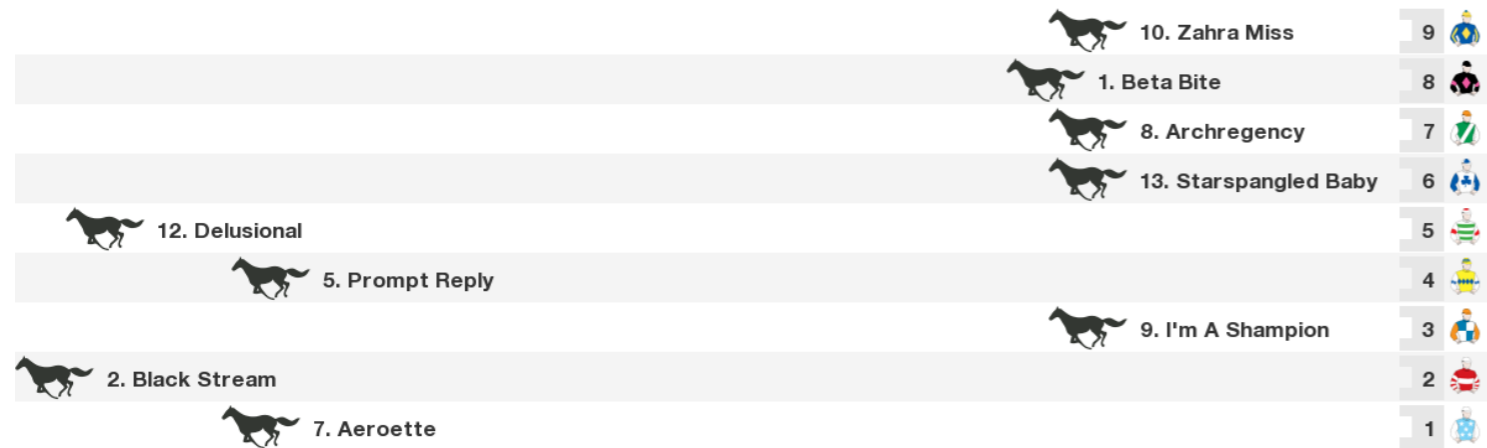 10. Zahra Miss 9
1. Beta Bite 8
8. Archregency 7
13. Starspangled Baby 6
12. Delusional 5
5. Prompt Reply 4
9. I'm A Shampion 3
2. Black Stream 2
7. Aeroette 1